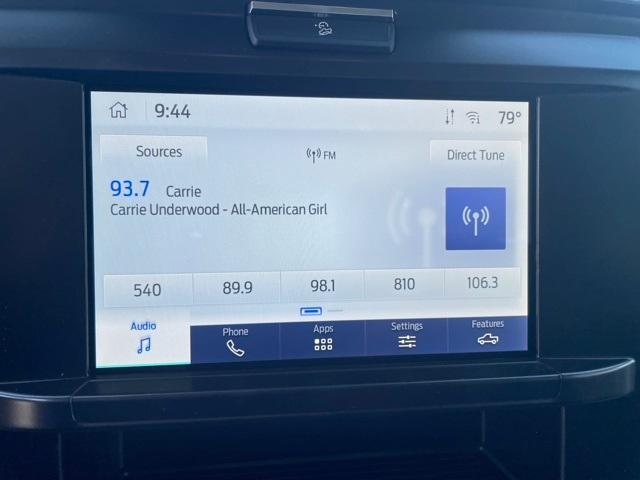 9:44 79°
Sources FM Direct Tune
93.7 Carrie
Carrie Underwood - All-American Girl
540 89.9 98.1 810 106.3
Audio Phone Apps Settings Features